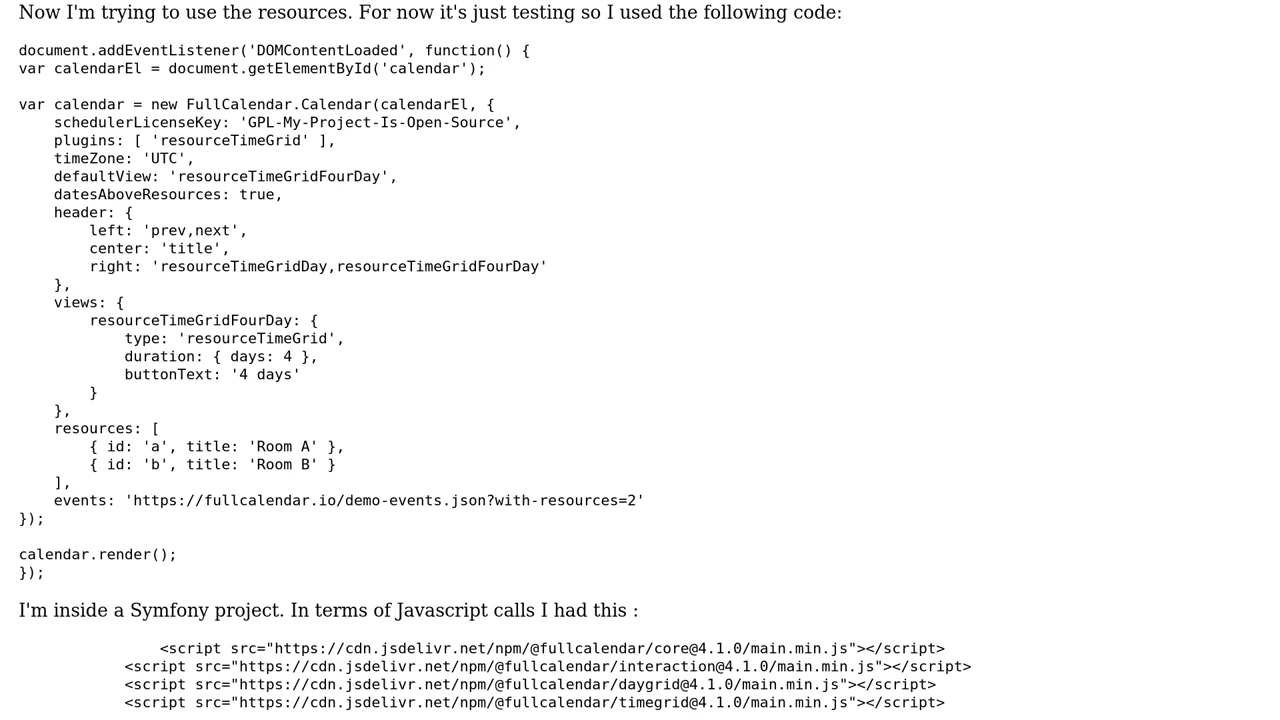 Now I'm trying to use the resources. For now it's just testing so I used the following code:
document.addEventListener('DOMContentLoaded', function() {
var calendarEl = document.getElementById('calendar');
var calendar = new FullCalendar.Calendar(calendarEl, {
schedulerLicenseKey: 'GPL-My-Project-Is-Open-Source',
plugins: [ 'resourceTimeGrid' ],
timeZone: 'UTC',
defaultView: 'resourceTimeGridFourDay',
datesAboveResources: true,
header: {
left: 'prev,next',
center: 'title',
right: 'resourceTimeGridDay,resourceTimeGridFourDay'
},
views: {
resourceTimeGridFourDay: {
type: 'resourceTimeGrid',
duration: { days: 4 },
buttonText: '4 days'
}
},
resources: [
{ id: 'a', title: 'Room A' },
{ id: 'b', title: 'Room B' }
],
events: 'https://fullcalendar.io/demo-events.json?with-resources=2'
});
calendar.render();
});
I'm inside a Symfony project. In terms of Javascript calls I had this :
<script src="https://cdn.jsdelivr.net/npm/@fullcalendar/core@4.1.0/main.min.js"></script>
<script src="https://cdn.jsdelivr.net/npm/@fullcalendar/interaction@4.1.0/main.min.js"></script>
<script src="https://cdn.jsdelivr.net/npm/@fullcalendar/daygrid@4.1.0/main.min.js"></script>
<script src="https://cdn.jsdelivr.net/npm/@fullcalendar/timegrid@4.1.0/main.min.js"></script>